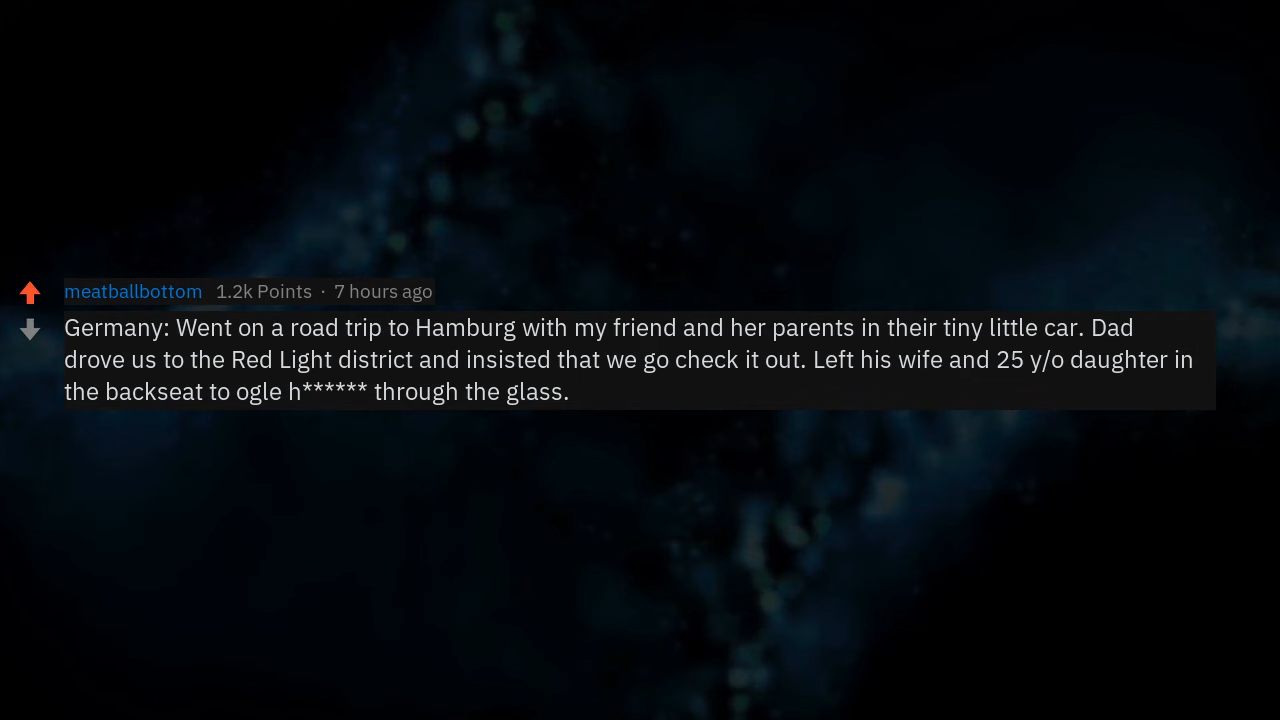 meatballbottom 1.2k Points · 7 hours ago
Germany: Went on a road trip to Hamburg with my friend and her parents in their tiny little car. Dad
drove us to the Red Light district and insisted that we go check it out. Left his wife and 25 y/o daughter in
the backseat to ogle h****** through the glass.